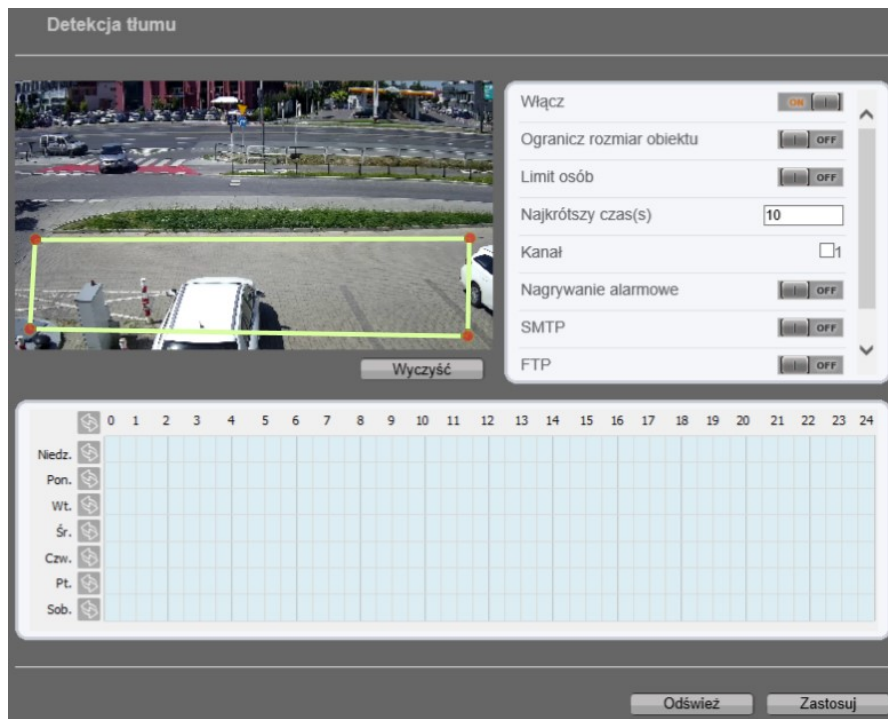 Detekcja tłumu
Włącz ON
Ogranicz rozmiar obiektu OFF
Limit osób OFF
Najkrótszy czas(s) 10
Kanał 1
Nagrywanie alarmowe OFF
SMTP OFF
FTP OFF
Wyczyść
0 1 2 3 4 5 6 7 8 9 10 11 12 13 14 15 16 17 18 19 20 21 22 23 24
Niedz.
Pon.
Wt.
Śr.
Czw.
Pt.
Sob.
Odśwież Zastosuj